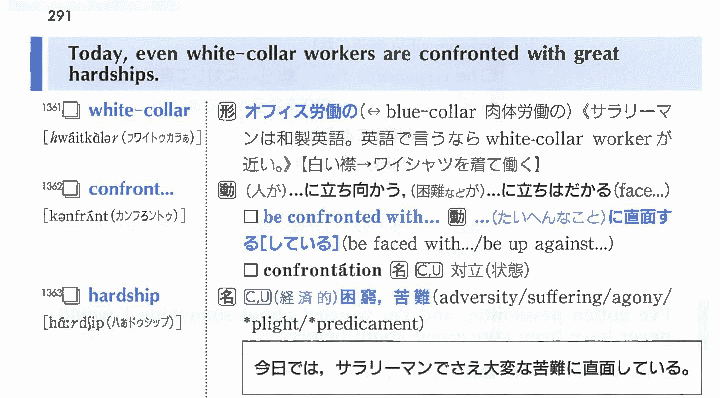 291
Today, even white-collar workers are confronted with great
hardships.
1361 □ white-collar 形 オフィス労働の(↔ blue-collar 肉体労働の)《サラリーマ
[hwáitkɑ̀lər(フワイトゥカラぁ)] ンは和製英語。英語で言うなら white-collar worker が
近い。》【白い襟→ワイシャツを着て働く】
1362 □ confront... 動 (人が)...に立ち向かう, (困難などが)...に立ちはだかる(face...)
[kənfrʌ́nt(カンフろントゥ)] □ be confronted with... 動 ...(たいへんなこと)に直面す
る[している](be faced with.../be up against...)
□ confrontátion 名 C,U 対立(状態)
1363 □ hardship 名 C,U(経済的)困窮, 苦難(adversity/suffering/agony/
[hɑ́ːrdʃip(ハぁドゥシップ)] *plight/*predicament)
今日では, サラリーマンでさえ大変な苦難に直面している。